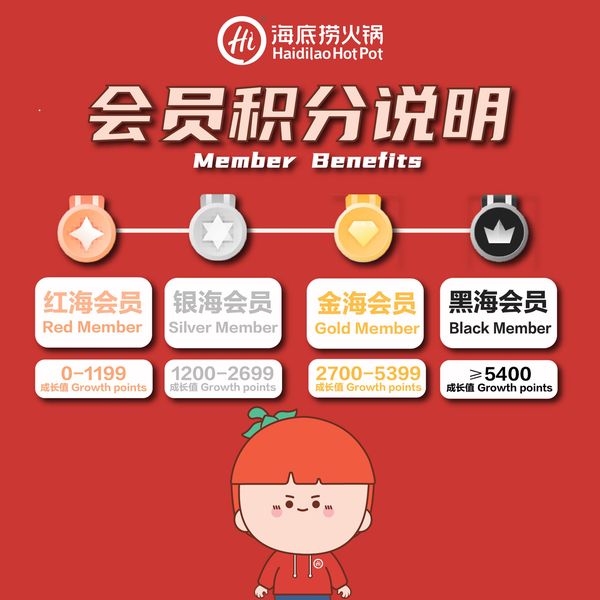 Hi 海底捞火锅
Haidilao Hot Pot
会员积分说明
Member Benefits
红海会员
Red Member
银海会员
Silver Member
金海会员
Gold Member
黑海会员
Black Member
0-1199
成长值 Growth points
1200-2699
成长值 Growth points
2700-5399
成长值 Growth points
≥5400
成长值 Growth points
Hi